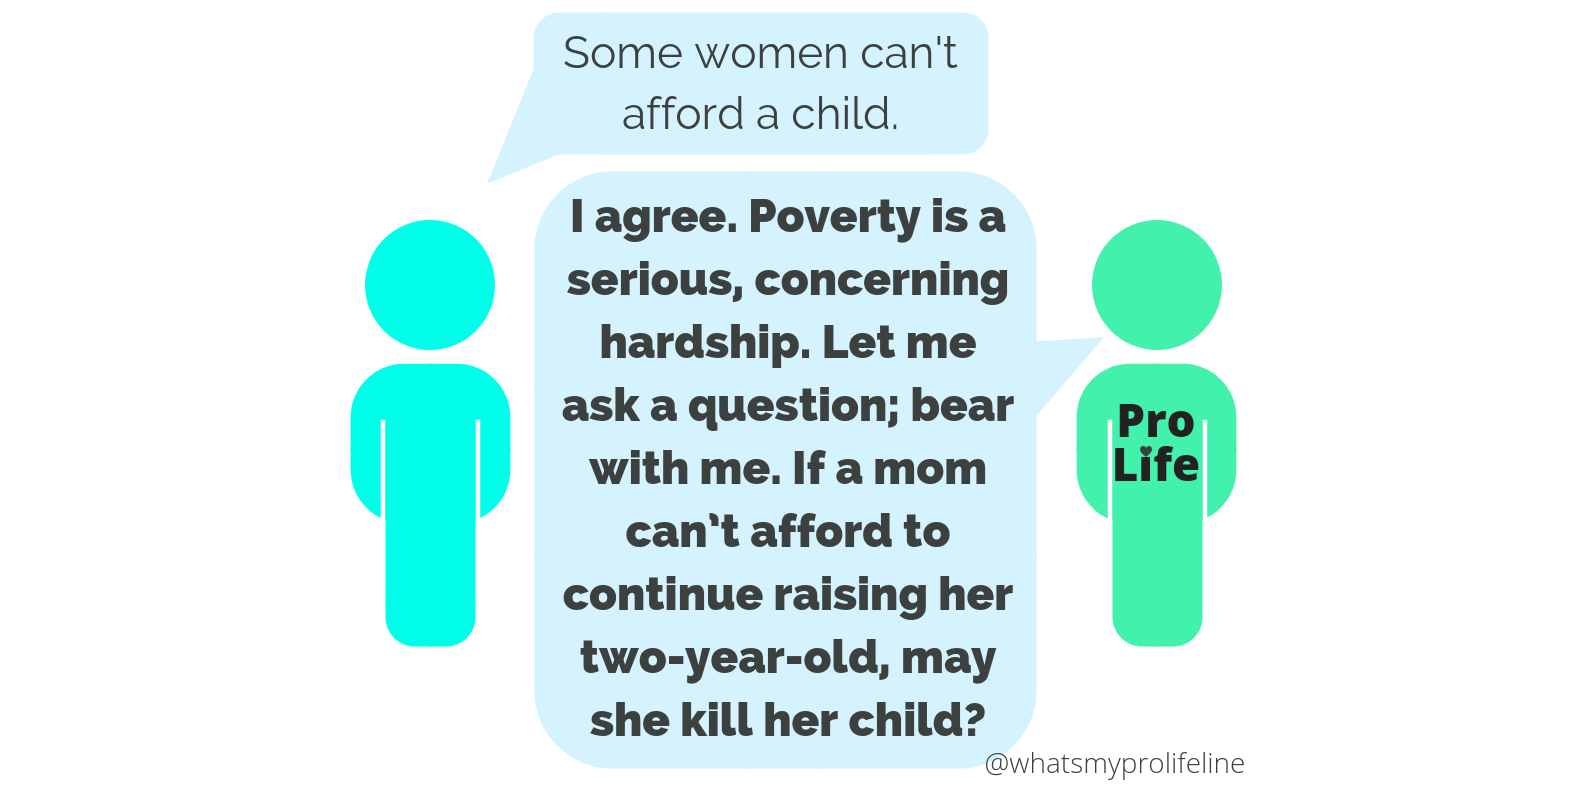 Some women can't
afford a child.
I agree. Poverty is a
serious, concerning
hardship. Let me
ask a question; bear
with me. If a mom
can’t afford to
continue raising her
two-year-old, may
she kill her child?
Pro
Life
@whatsmyprolifeline